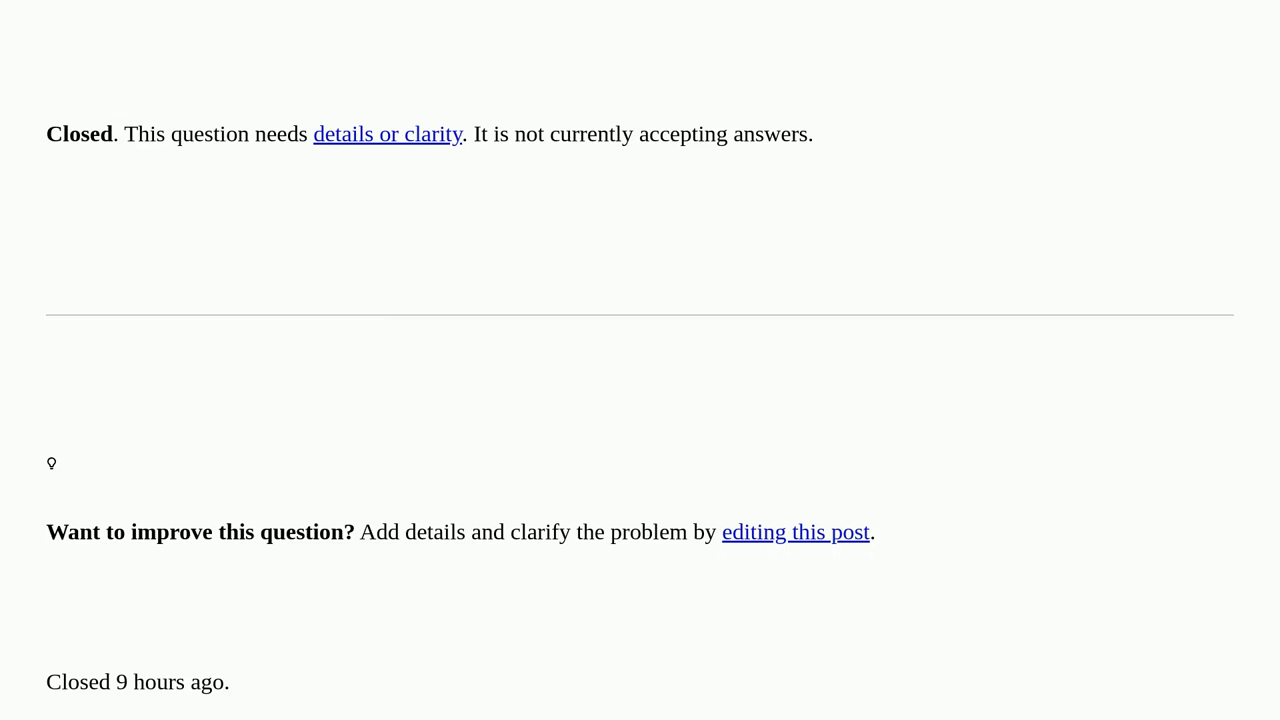 Closed. This question needs details or clarity. It is not currently accepting answers.
Want to improve this question? Add details and clarify the problem by editing this post.
Closed 9 hours ago.